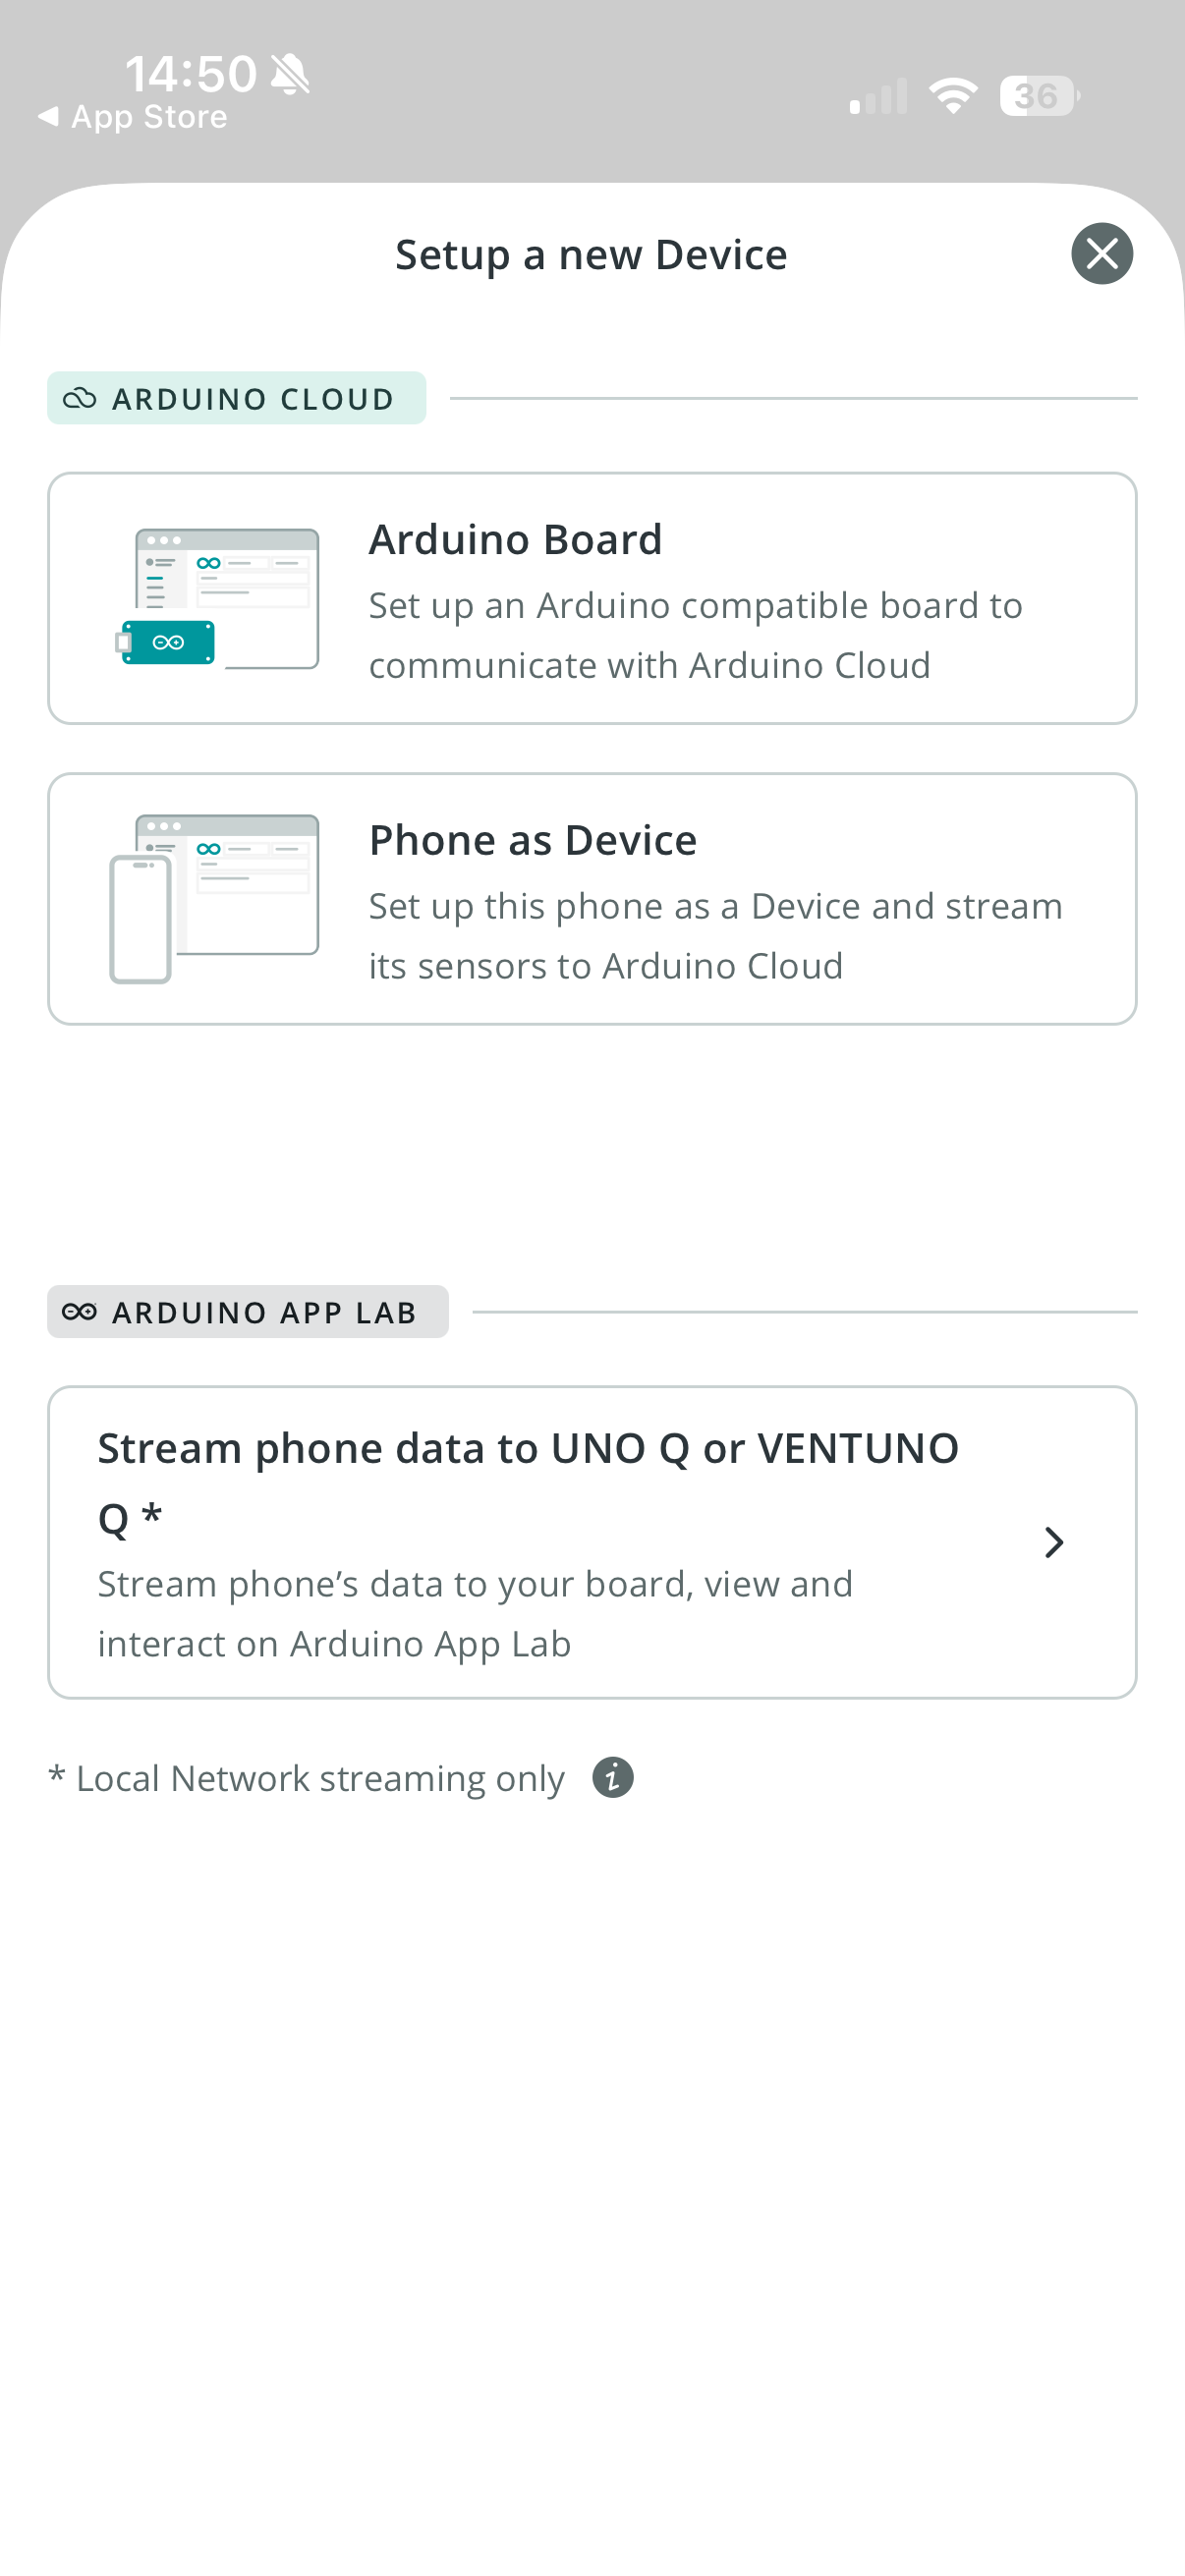 14:50
App Store
36
Setup a new Device
ARDUINO CLOUD
Arduino Board
Set up an Arduino compatible board to
communicate with Arduino Cloud
Phone as Device
Set up this phone as a Device and stream
its sensors to Arduino Cloud
ARDUINO APP LAB
Stream phone data to UNO Q or VENTUNO
Q *
Stream phone’s data to your board, view and
interact on Arduino App Lab
* Local Network streaming only